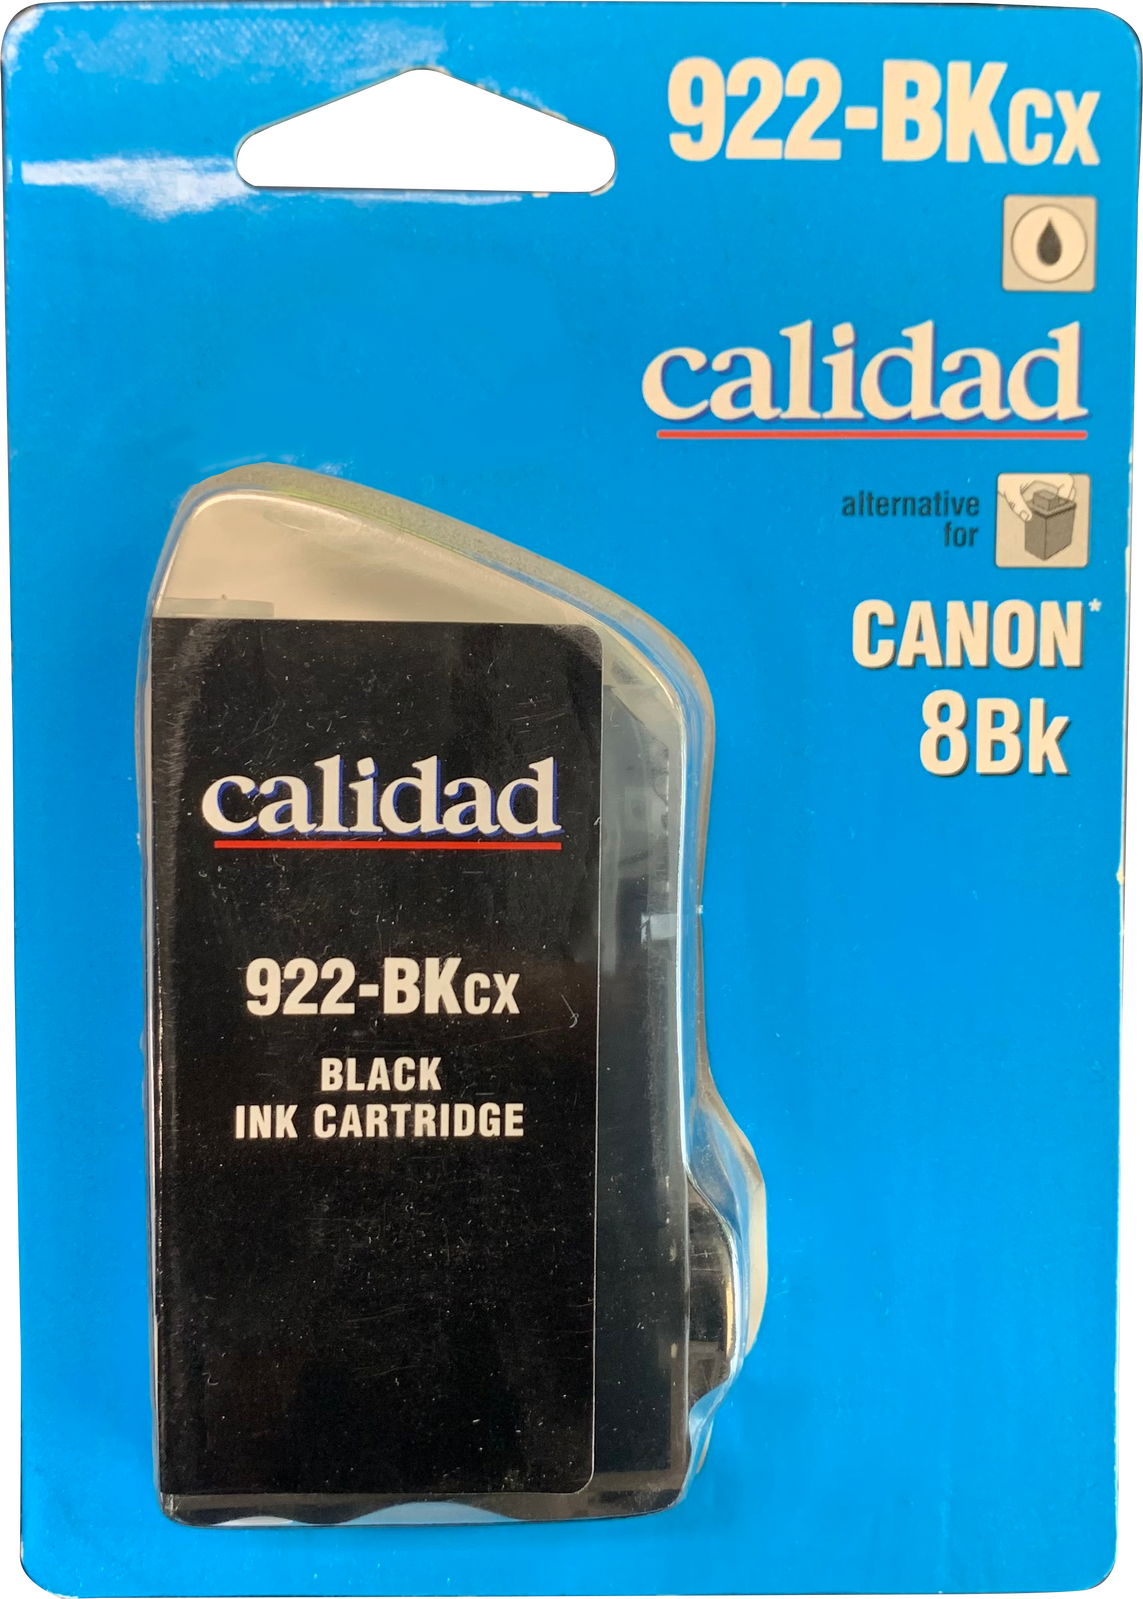 922-BKCX
calidad
alternative
for
CANON*
8Bk
calidad
922-BKCX
BLACK
INK CARTRIDGE